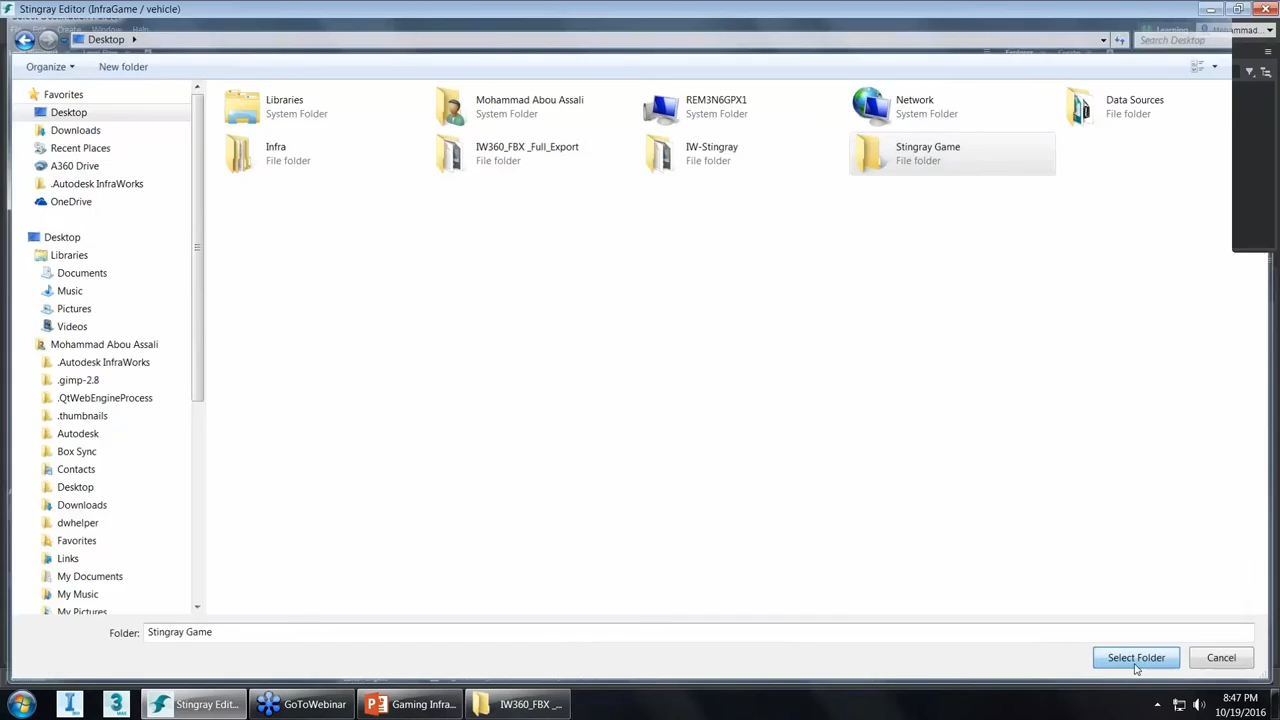 Stingray Editor (InfraGame / vehicle)
Desktop
Search Desktop
Organize
New folder
Favorites
Desktop
Downloads
Recent Places
A360 Drive
.Autodesk InfraWorks
OneDrive
Desktop
Libraries
Documents
Music
Pictures
Videos
Mohammad Abou Assali
.Autodesk InfraWorks
.gimp-2.8
.QtWebEngineProcess
.thumbnails
Autodesk
Box Sync
Contacts
Desktop
Downloads
dwhelper
Favorites
Links
My Documents
My Music
My Pictures
Libraries
System Folder
Mohammad Abou Assali
System Folder
REM3N6GPX1
System Folder
Network
System Folder
Data Sources
File folder
Infra
File folder
IW360_FBX _Full_Export
File folder
IW-Stingray
File folder
Stingray Game
File folder
Folder: Stingray Game
Select Folder
Cancel
Stingray Edit...
GoToWebinar
Gaming Infra...
IW360_FBX _...
8:47 PM
10/19/2016